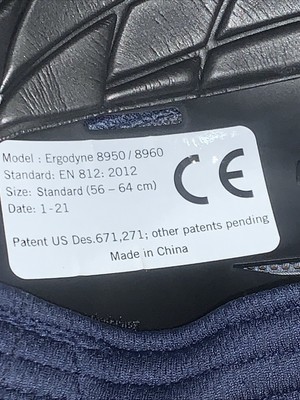 Model : Ergodyne 8950 / 8960
Standard: EN 812: 2012
Size: Standard (56 – 64 cm)
Date: 1-21
CE
Patent US Des.671,271; other patents pending
Made in China